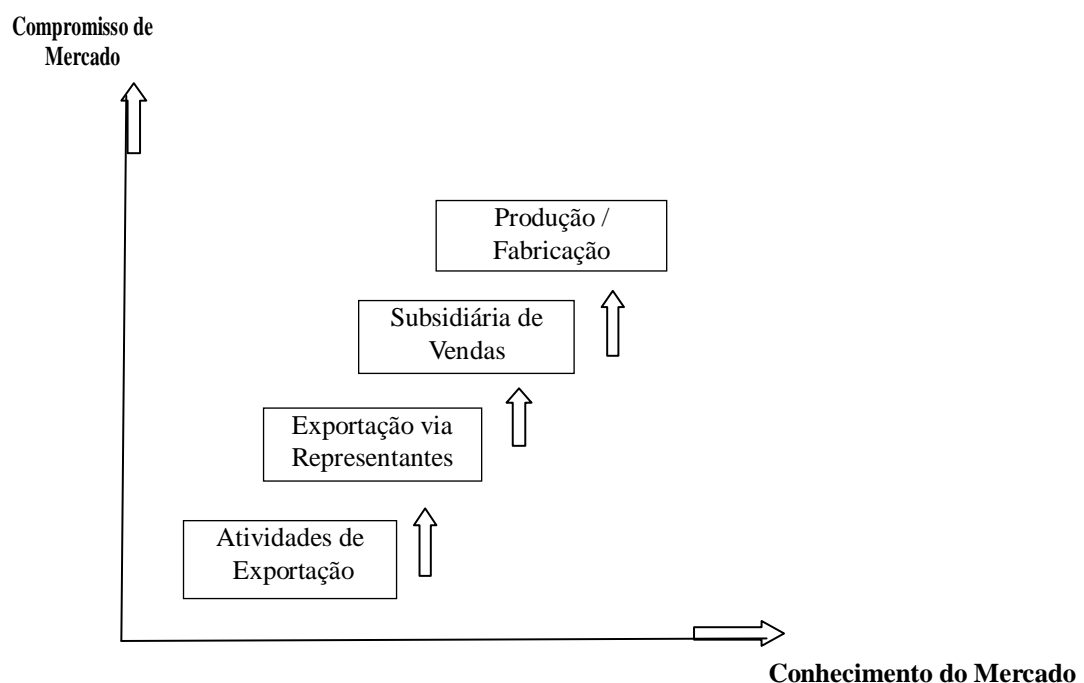 Compromisso de
Mercado
Produção /
Fabricação
Subsidiária de
Vendas
Exportação via
Representantes
Atividades de
Exportação
Conhecimento do Mercado